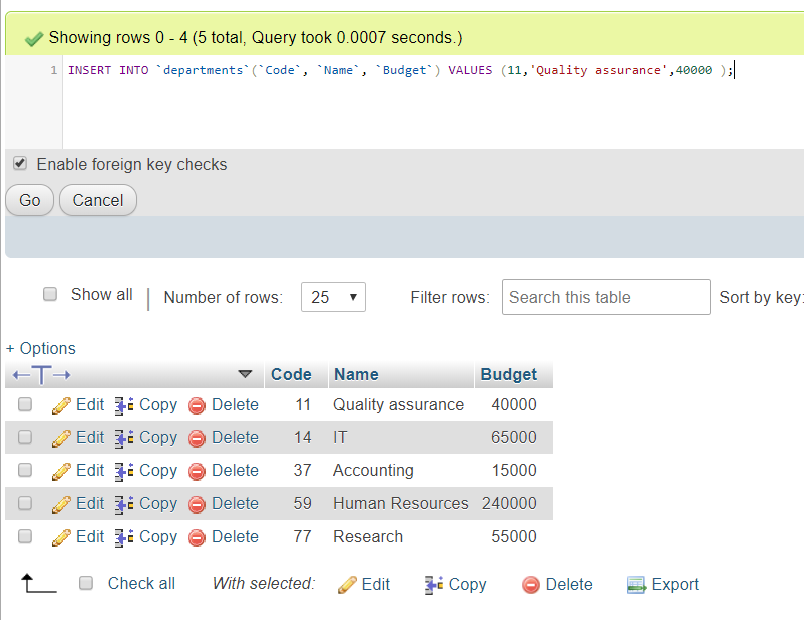 Showing rows 0 - 4 (5 total, Query took 0.0007 seconds.)
1 INSERT INTO `departments`(`Code`, `Name`, `Budget`) VALUES (11,'Quality assurance',40000 );
Enable foreign key checks
Go Cancel
Show all | Number of rows: 25 Filter rows: Search this table Sort by key:
+ Options
←T→ Code Name Budget
Edit Copy Delete 11 Quality assurance 40000
Edit Copy Delete 14 IT 65000
Edit Copy Delete 37 Accounting 15000
Edit Copy Delete 59 Human Resources 240000
Edit Copy Delete 77 Research 55000
Check all With selected: Edit Copy Delete Export